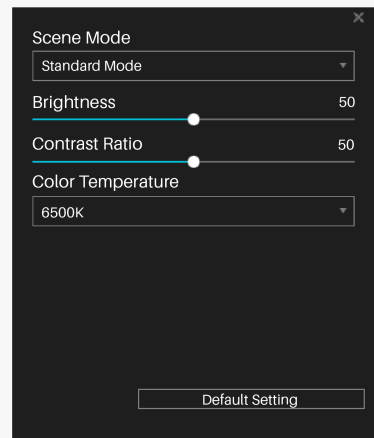 Scene Mode
Standard Mode
Brightness 50
Contrast Ratio 50
Color Temperature
6500K
Default Setting